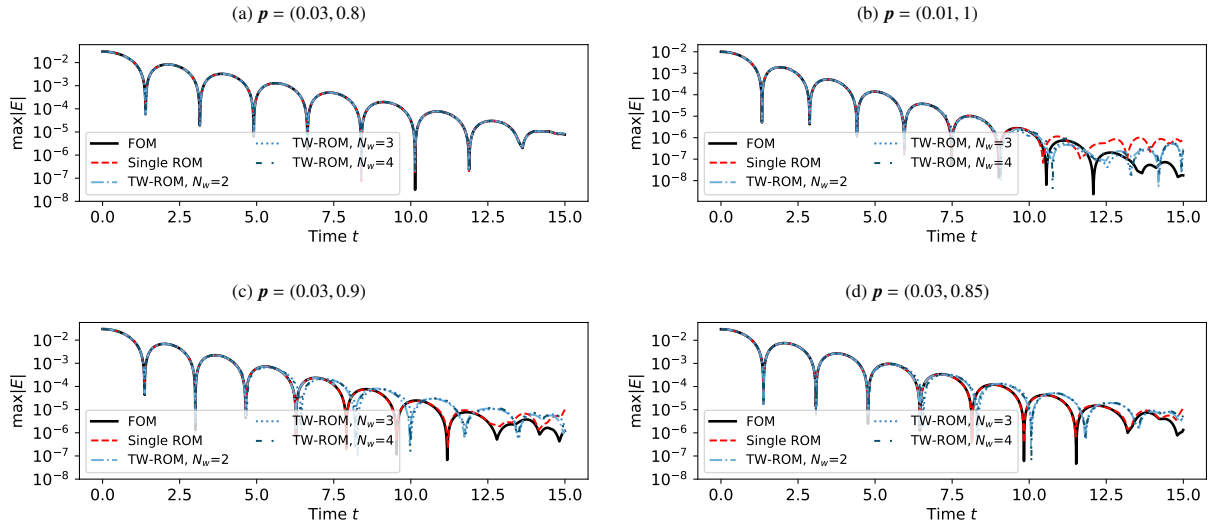 (a) p = (0.03, 0.8)
max|E|
10⁻²
10⁻³
10⁻⁴
10⁻⁵
10⁻⁶
10⁻⁷
10⁻⁸
FOM
Single ROM
TW-ROM, N_w=2
TW-ROM, N_w=3
TW-ROM, N_w=4
0.0 2.5 5.0 7.5 10.0 12.5 15.0
Time t
(b) p = (0.01, 1)
max|E|
10⁻²
10⁻³
10⁻⁴
10⁻⁵
10⁻⁶
10⁻⁷
10⁻⁸
FOM
Single ROM
TW-ROM, N_w=2
TW-ROM, N_w=3
TW-ROM, N_w=4
0.0 2.5 5.0 7.5 10.0 12.5 15.0
Time t
(c) p = (0.03, 0.9)
max|E|
10⁻²
10⁻³
10⁻⁴
10⁻⁵
10⁻⁶
10⁻⁷
10⁻⁸
FOM
Single ROM
TW-ROM, N_w=2
TW-ROM, N_w=3
TW-ROM, N_w=4
0.0 2.5 5.0 7.5 10.0 12.5 15.0
Time t
(d) p = (0.03, 0.85)
max|E|
10⁻²
10⁻³
10⁻⁴
10⁻⁵
10⁻⁶
10⁻⁷
10⁻⁸
FOM
Single ROM
TW-ROM, N_w=2
TW-ROM, N_w=3
TW-ROM, N_w=4
0.0 2.5 5.0 7.5 10.0 12.5 15.0
Time t